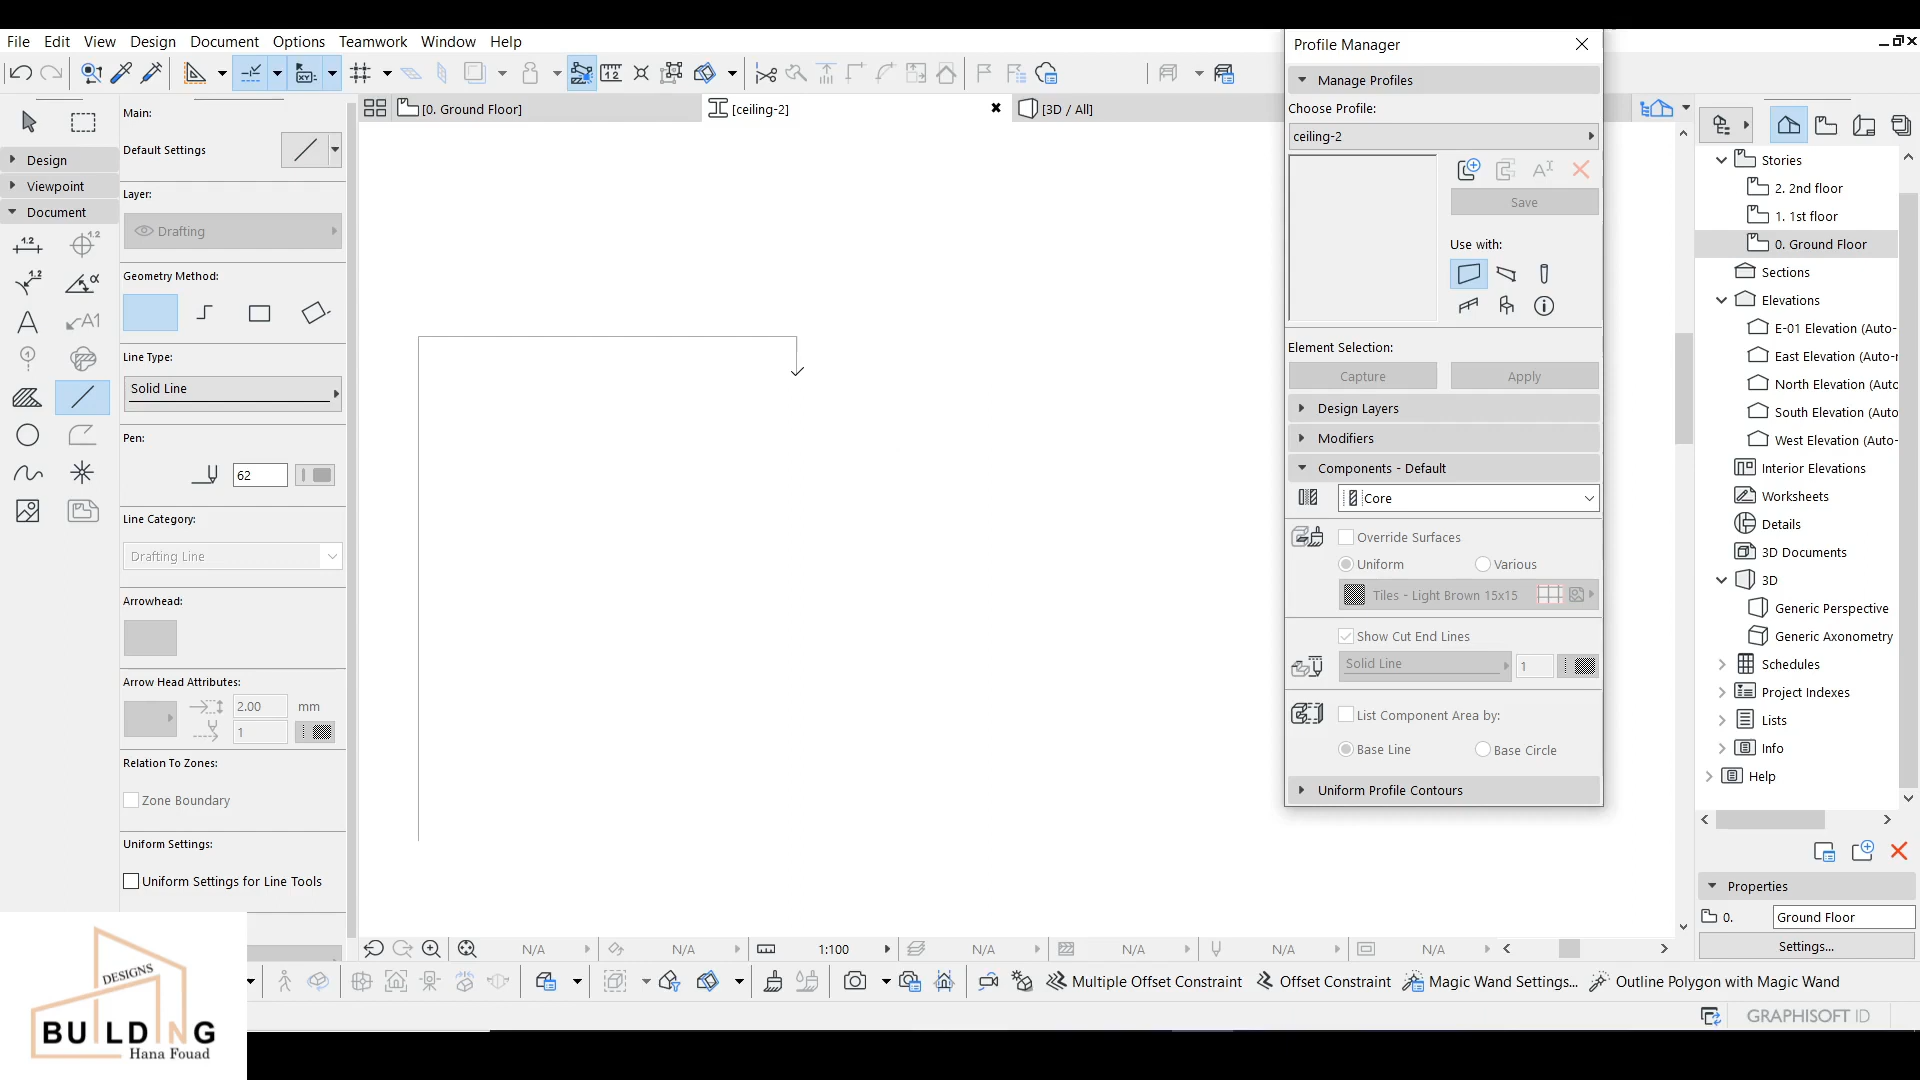 File Edit View Design Document Options Teamwork Window Help
[0. Ground Floor]
[ceiling-2]
[3D / All]
Design
Viewpoint
Document
1.2
1.2
1.2
α
A1
1
Main:
Default Settings
Layer:
Drafting
Geometry Method:
Line Type:
Solid Line
Pen:
62
Line Category:
Drafting Line
Arrowhead:
Arrow Head Attributes:
2.00 mm
1
Relation To Zones:
Zone Boundary
Uniform Settings:
Uniform Settings for Line Tools
Profile Manager
Manage Profiles
Choose Profile:
ceiling-2
Save
Use with:
Element Selection:
Capture
Apply
Design Layers
Modifiers
Components - Default
Core
Override Surfaces
Uniform
Various
Tiles - Light Brown 15x15
Show Cut End Lines
Solid Line
1
List Component Area by:
Base Line
Base Circle
Uniform Profile Contours
Stories
2. 2nd floor
1. 1st floor
0. Ground Floor
Sections
Elevations
E-01 Elevation (Auto-
East Elevation (Auto-r
North Elevation (Auto
South Elevation (Auto
West Elevation (Auto-
Interior Elevations
Worksheets
Details
3D Documents
3D
Generic Perspective
Generic Axonometry
Schedules
Project Indexes
Lists
Info
Help
Properties
0. Ground Floor
Settings...
N/A
N/A
1:100
N/A
N/A
N/A
N/A
Multiple Offset Constraint
Offset Constraint
Magic Wand Settings...
Outline Polygon with Magic Wand
GRAPHISOFT ID
DESIGNS
BUILDING
Hana Fouad